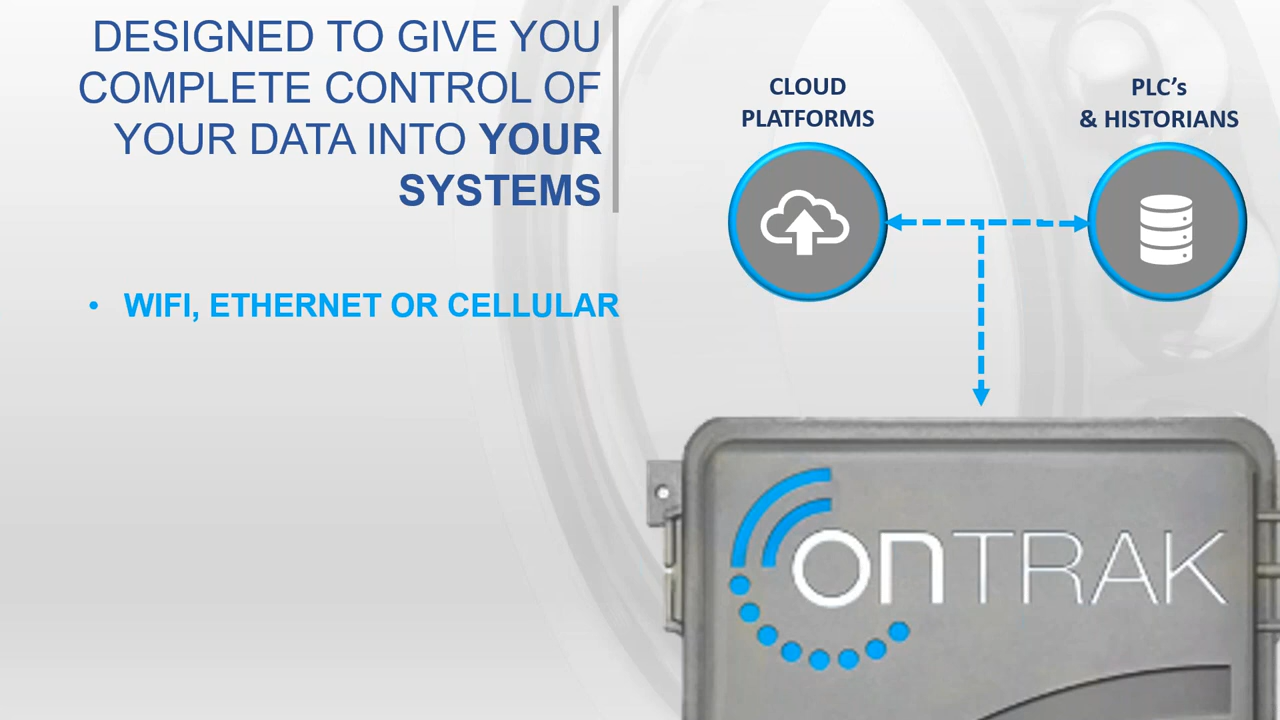 DESIGNED TO GIVE YOU
COMPLETE CONTROL OF
YOUR DATA INTO YOUR
SYSTEMS
• WIFI, ETHERNET OR CELLULAR
CLOUD
PLATFORMS
PLC’s
& HISTORIANS
onTRAK